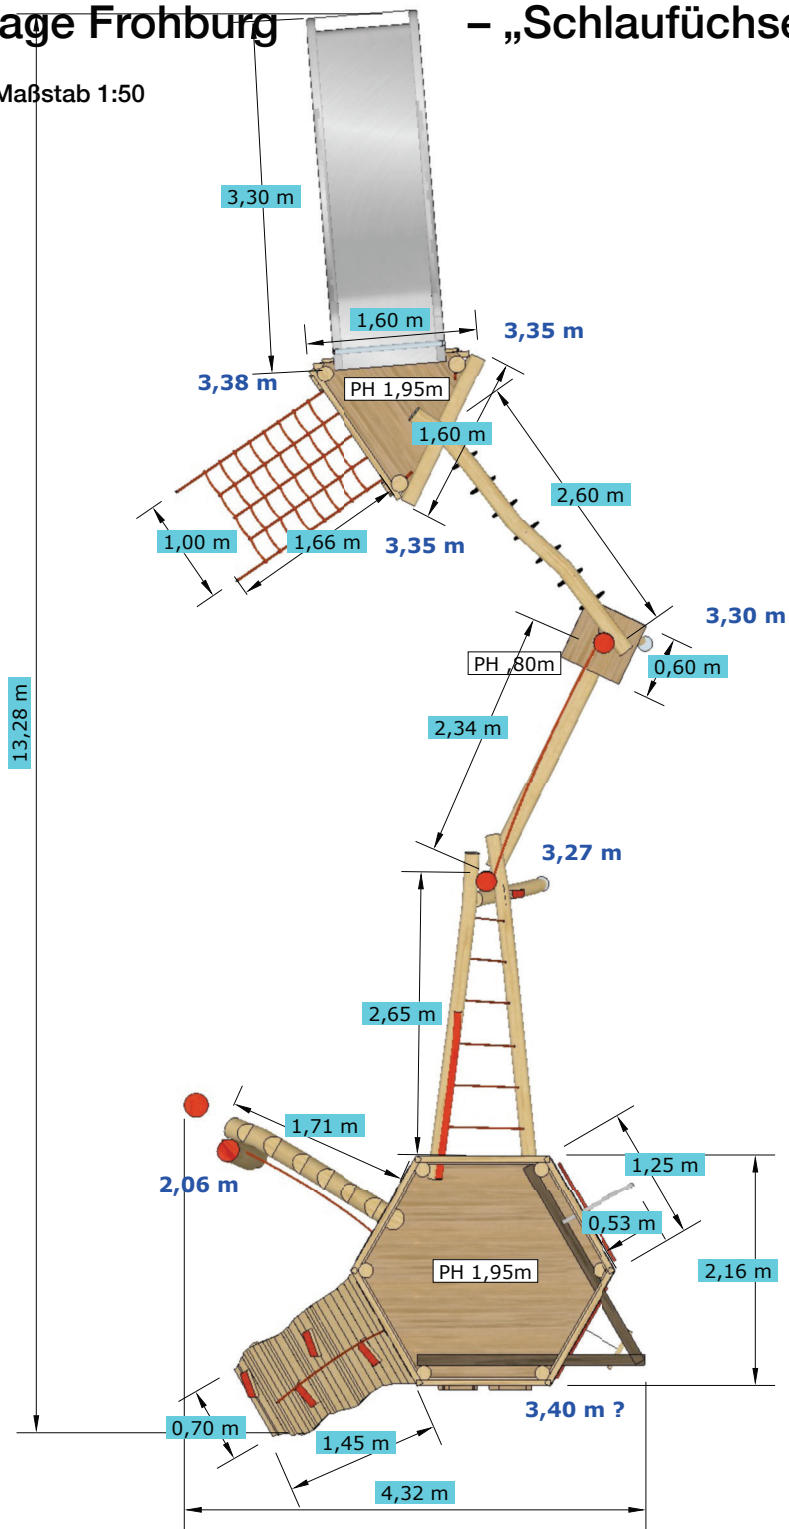 age Frohburg – „Schlaufüchse
Maßstab 1:50
3,30 m
1,60 m
3,35 m
3,38 m
PH 1,95m
1,60 m
2,60 m
1,00 m
1,66 m
3,35 m
3,30 m
PH ,80m
0,60 m
13,28 m
2,34 m
3,27 m
2,65 m
1,71 m
1,25 m
2,06 m
0,53 m
PH 1,95m
2,16 m
3,40 m ?
0,70 m
1,45 m
4,32 m